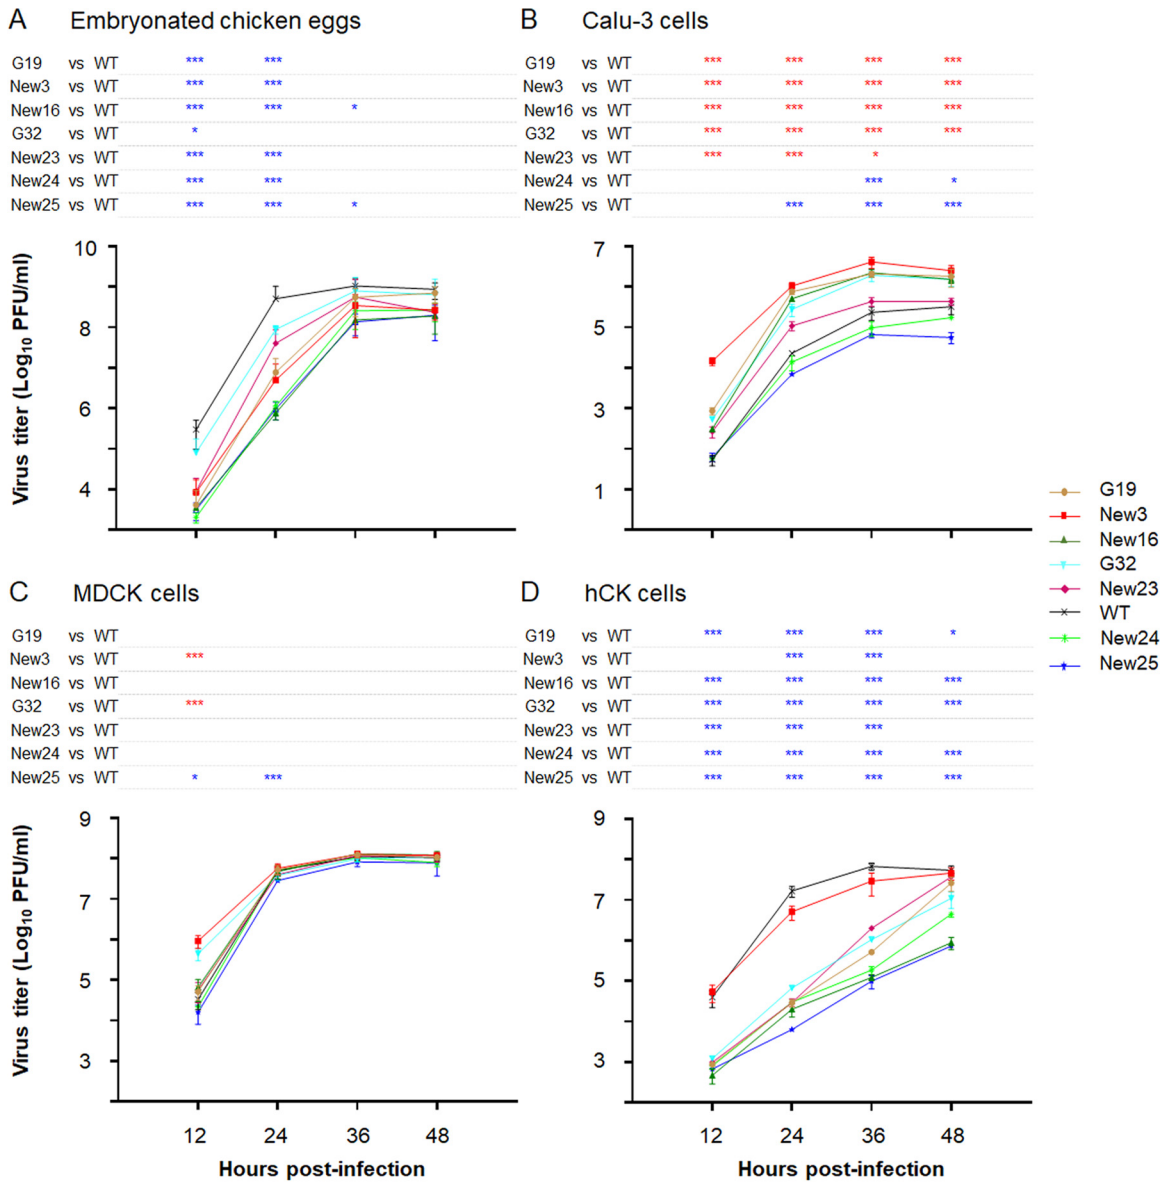 A Embryonated chicken eggs
G19 vs WT *** ***
New3 vs WT *** ***
New16 vs WT *** *** *
G32 vs WT *
New23 vs WT *** ***
New24 vs WT *** ***
New25 vs WT *** *** *
Virus titer (Log10 PFU/ml)
10
8
6
4
B Calu-3 cells
G19 vs WT *** *** *** ***
New3 vs WT *** *** *** ***
New16 vs WT *** *** *** ***
G32 vs WT *** *** *** ***
New23 vs WT *** *** *
New24 vs WT *** *
New25 vs WT *** *** ***
7
5
3
1
G19
New3
New16
G32
New23
WT
New24
New25
C MDCK cells
G19 vs WT
New3 vs WT ***
New16 vs WT
G32 vs WT ***
New23 vs WT
New24 vs WT
New25 vs WT * ***
Virus titer (Log10 PFU/ml)
9
7
5
3
12 24 36 48
Hours post-infection
D hCK cells
G19 vs WT *** *** *** *
New3 vs WT *** ***
New16 vs WT *** *** *** ***
G32 vs WT *** *** *** ***
New23 vs WT *** *** ***
New24 vs WT *** *** *** ***
New25 vs WT *** *** *** ***
9
7
5
3
12 24 36 48
Hours post-infection